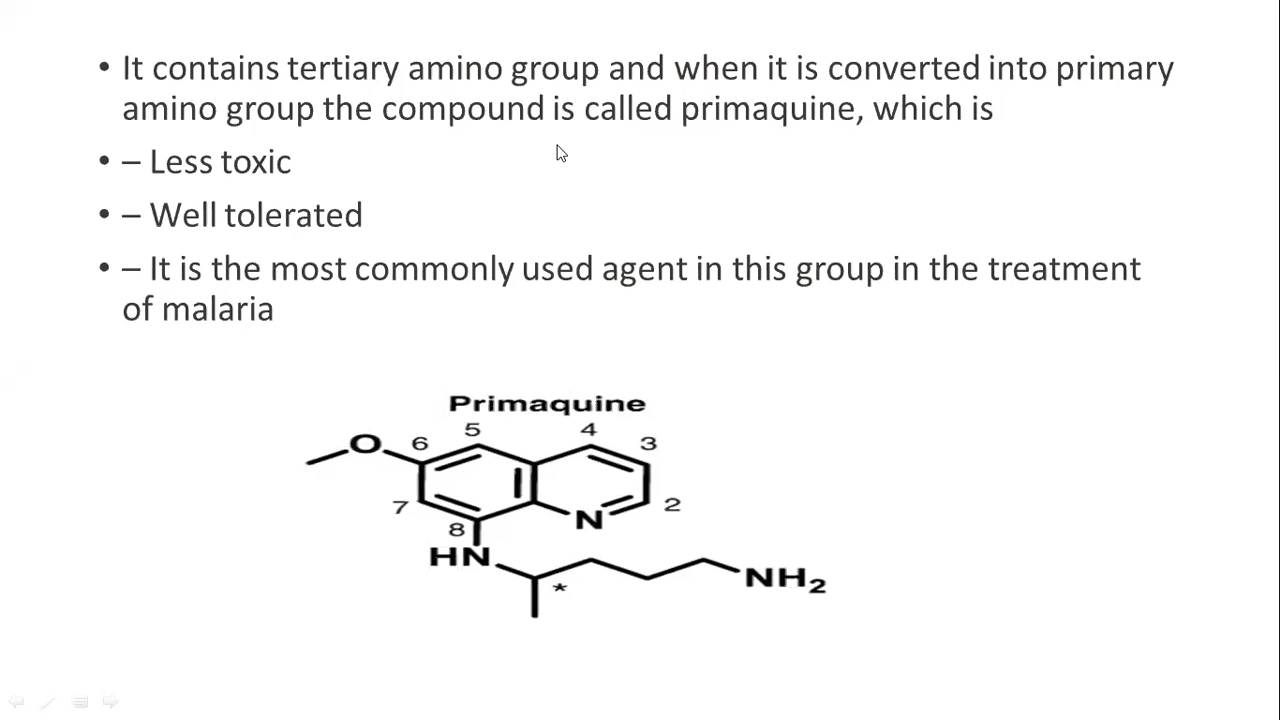 • It contains tertiary amino group and when it is converted into primary
amino group the compound is called primaquine, which is
• – Less toxic
• – Well tolerated
• – It is the most commonly used agent in this group in the treatment
of malaria
Primaquine
O 6 5 4 3
7 8 N 2
HN * NH₂